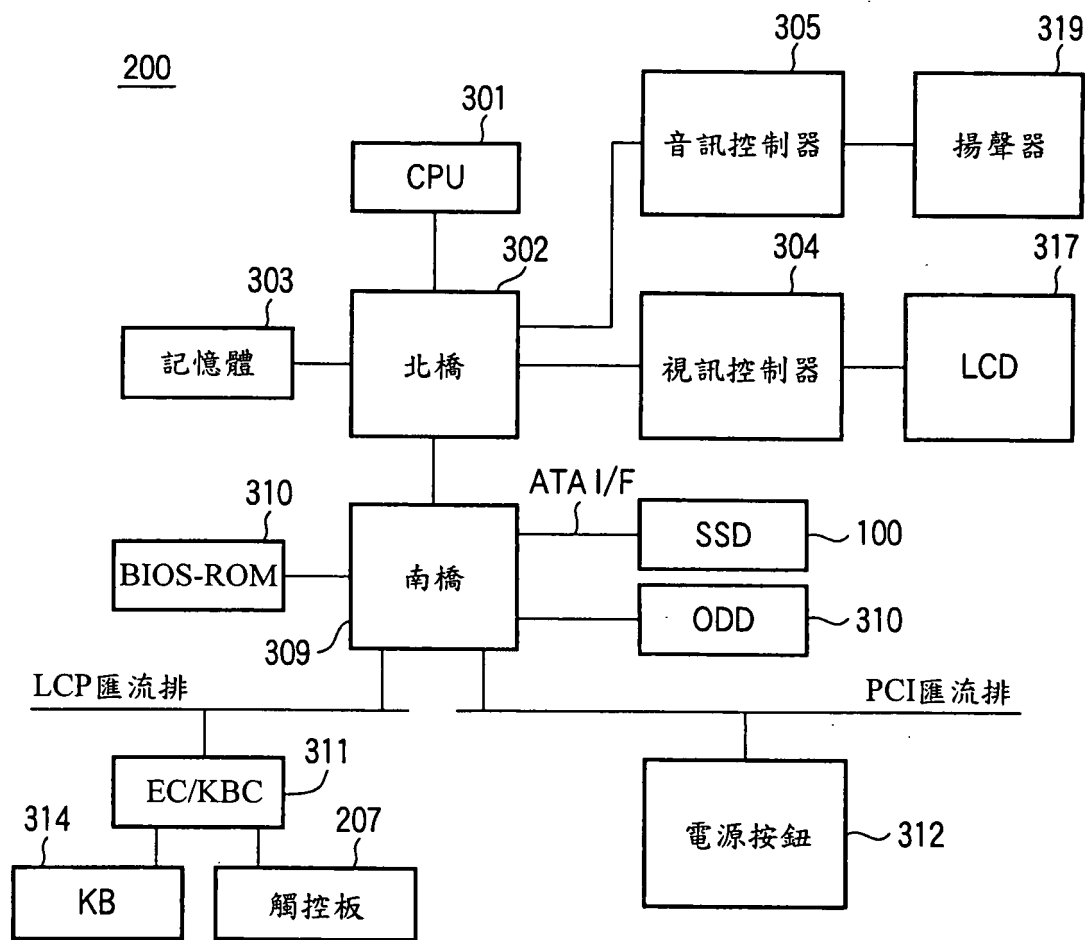 200
305
319
301
音訊控制器
揚聲器
CPU
302
304
317
303
記憶體
北橋
視訊控制器
LCD
ATA I/F
310
SSD
100
BIOS-ROM
南橋
ODD
310
309
LCP匯流排
PCI匯流排
311
EC/KBC
314
207
電源按鈕
312
KB
觸控板